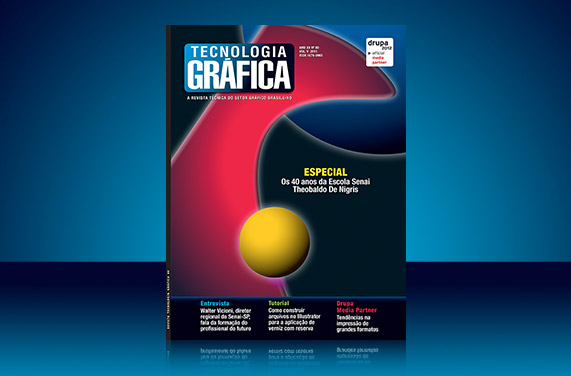 TECNOLOGIA
GRÁFICA
A REVISTA TÉCNICA DO SETOR GRÁFICO BRASILEIRO
drupa
2012
official
media
partner
ESPECIAL
Os 40 anos da Escola Senai
Theobaldo De Nigris
Entrevista
Walter Vicioni, diretor
regional do Senai-SP,
fala da formação do
profissional do futuro
Tutorial
Como construir
arquivos no Illustrator
para a aplicação de
verniz com reserva
Drupa
Media Partner
Tendências na
impressão de
grandes formatos